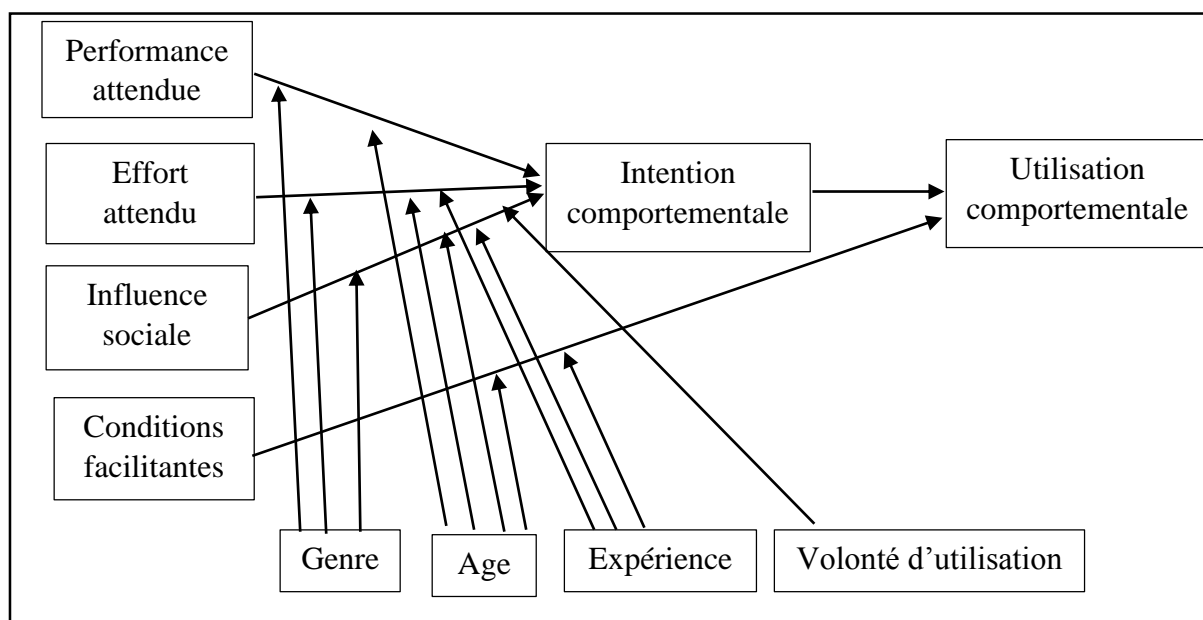 Performance
attendue
Effort
attendu
Intention
comportementale
Utilisation
comportementale
Influence
sociale
Conditions
facilitantes
Genre
Age
Expérience
Volonté d’utilisation